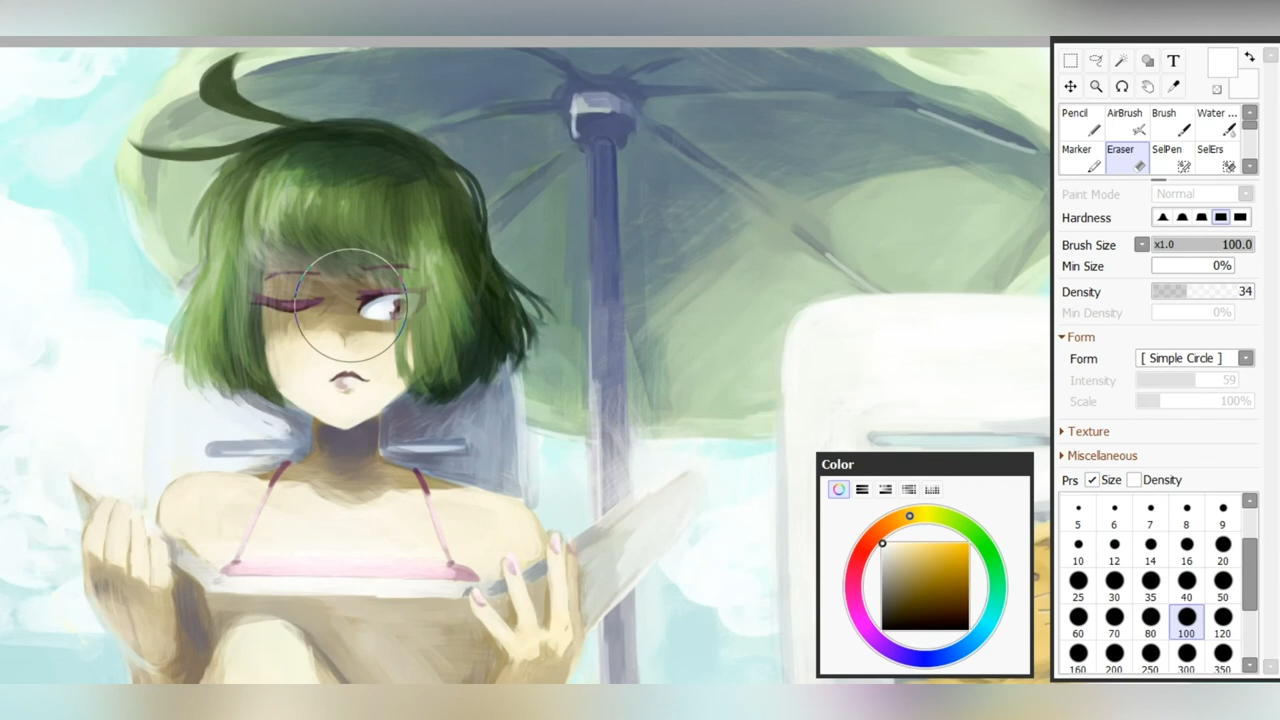 T
Pencil AirBrush Brush Water ...
Marker Eraser SelPen SelErs
Paint Mode Normal
Hardness
Brush Size x1.0 100.0
Min Size 0%
Density 34
Min Density 0%
Form
Form [ Simple Circle ]
Intensity 59
Scale 100%
Texture
Miscellaneous
Prs Size Density
5 6 7 8 9
10 12 14 16 20
25 30 35 40 50
60 70 80 100 120
160 200 250 300 350
Color